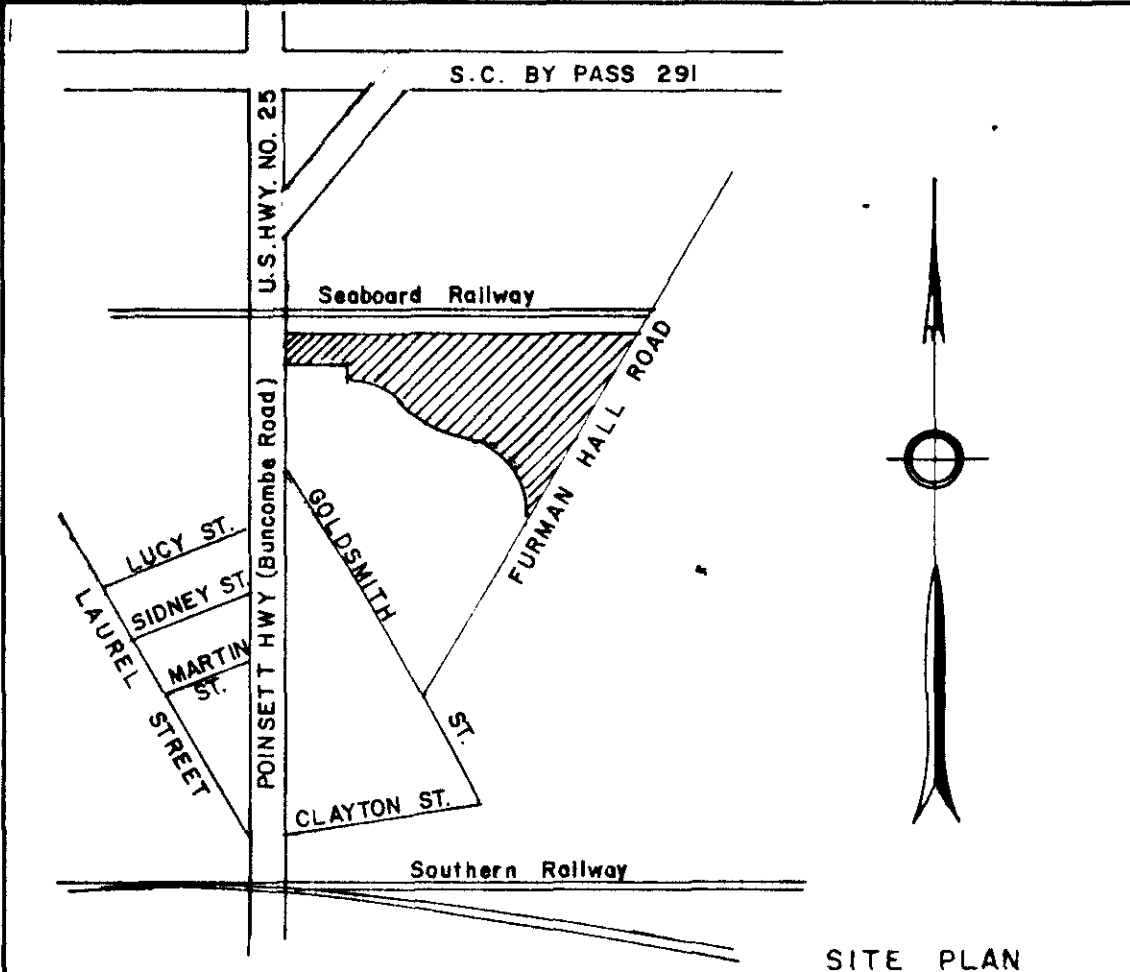 S.C. BY PASS 291
U.S. HWY. NO. 25
Seaboard Railway
FURMAN HALL ROAD
POINSETT HWY (Buncombe Road)
GOLDSMITH
ST.
LUCY ST.
SIDNEY ST.
MARTIN
ST.
LAUREL STREET
CLAYTON ST.
Southern Railway
SITE PLAN